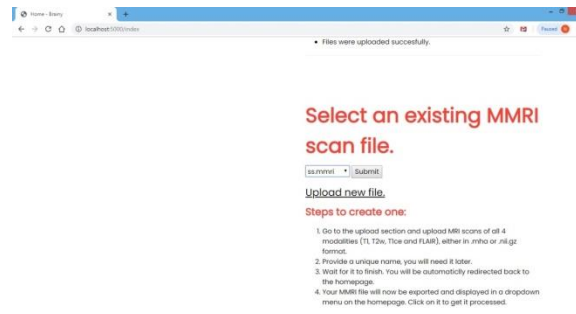 Home - Brainy
localhost:5000/index
Paused
Files were uploaded succesfully.
Select an existing MMRI
scan file.
ss.mmri Submit
Upload new file.
Steps to create one:
1. Go to the upload section and upload MRI scans of all 4
modalities (T1, T2w, T1ce and FLAIR), either in .mha or .nii.gz
format.
2. Provide a unique name, you will need it later.
3. Wait for it to finish. You will be automaticlly redirected back to
the homepage.
4. Your MMRI file will now be exported and displayed in a dropdown
menu on the homepage. Click on it to get it processed.